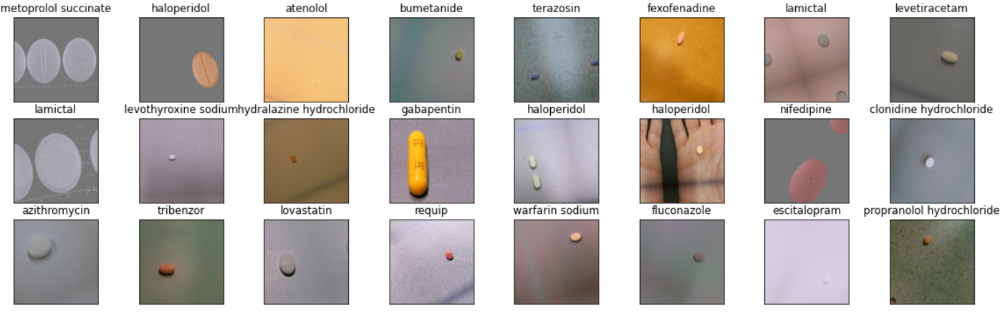 metoprolol succinate
haloperidol
atenolol
bumetanide
terazosin
fexofenadine
lamictal
levetiracetam
lamictal
levothyroxine sodium
hydralazine hydrochloride
gabapentin
haloperidol
haloperidol
nifedipine
clonidine hydrochloride
azithromycin
tribenzor
lovastatin
requip
warfarin sodium
fluconazole
escitalopram
propranolol hydrochloride